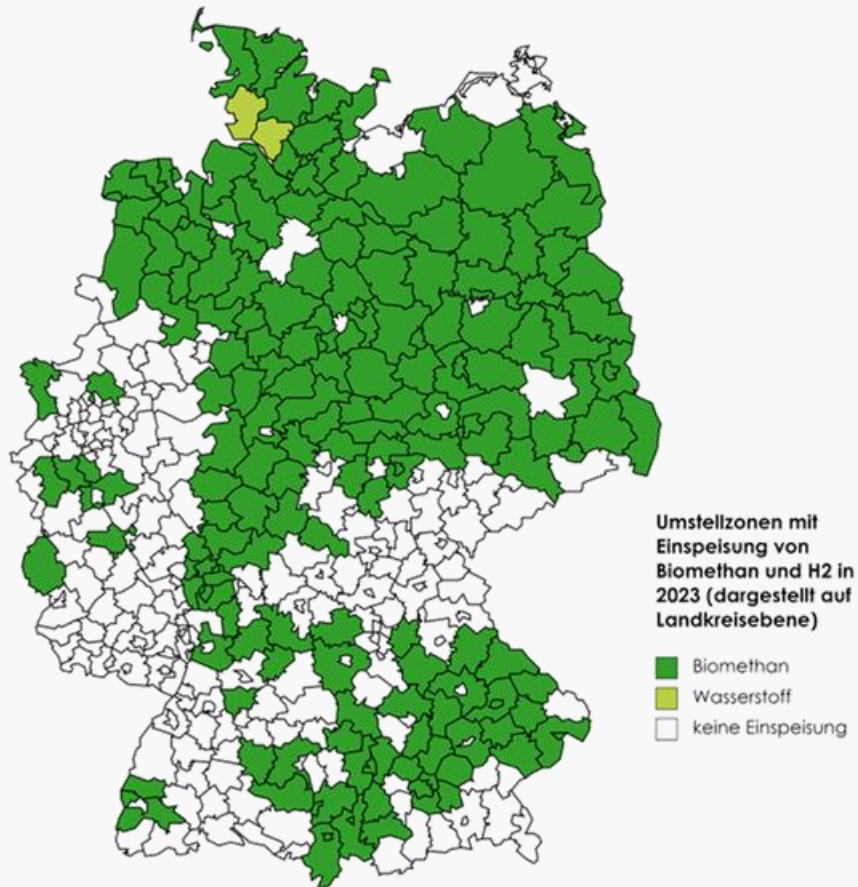 Umstellzonen mit
Einspeisung von
Biomethan und H2 in
2023 (dargestellt auf
Landkreisebene)
Biomethan
Wasserstoff
keine Einspeisung